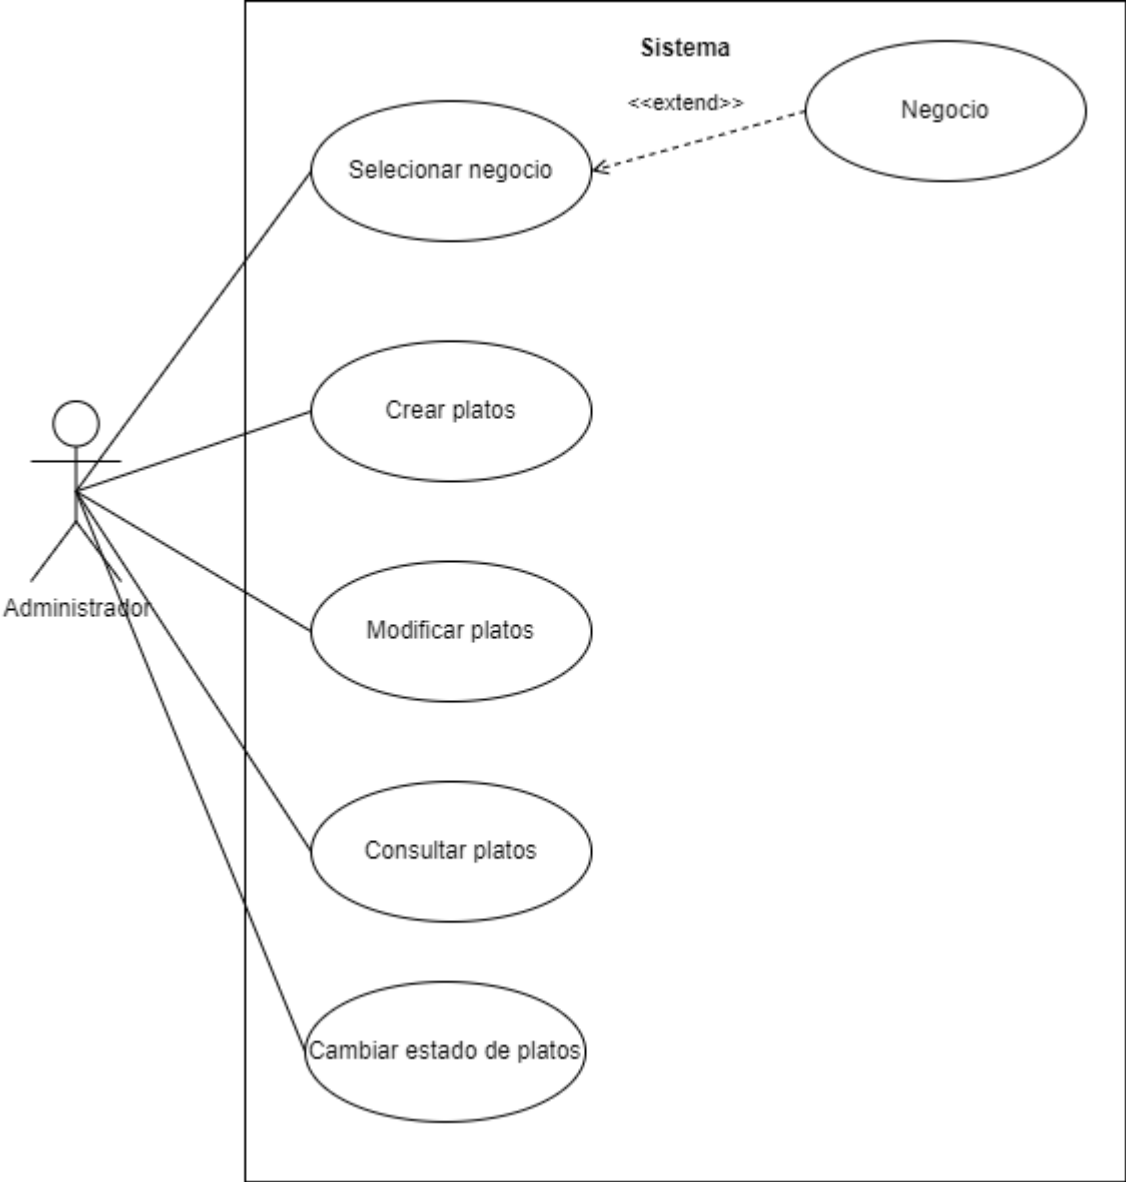 Sistema
<<extend>>
Negocio
Selecionar negocio
Crear platos
Administrador
Modificar platos
Consultar platos
Cambiar estado de platos